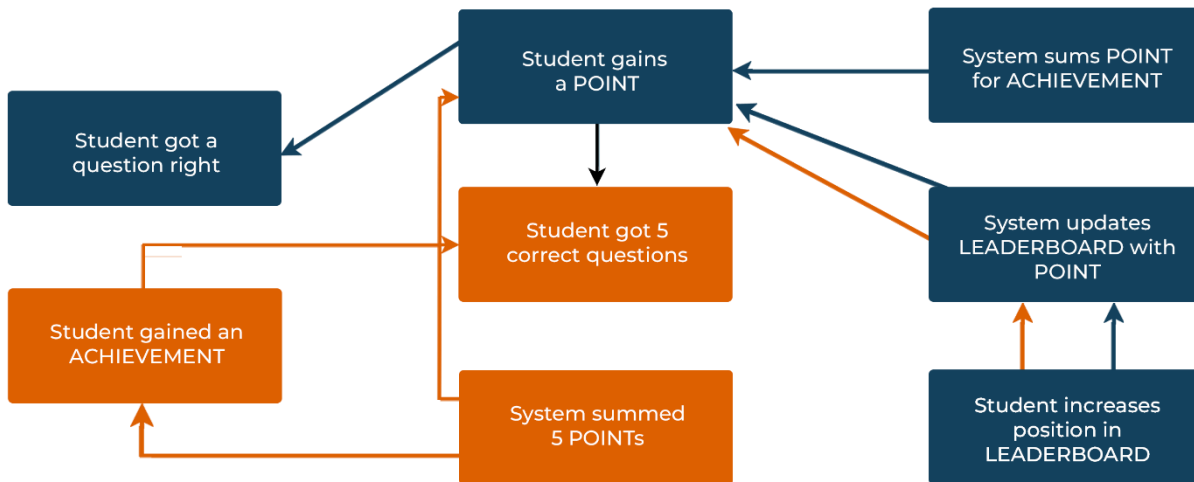 Student gains
a POINT
System sums POINT
for ACHIEVEMENT
Student got a
question right
Student got 5
correct questions
System updates
LEADERBOARD with
POINT
Student gained an
ACHIEVEMENT
System summed
5 POINTs
Student increases
position in
LEADERBOARD